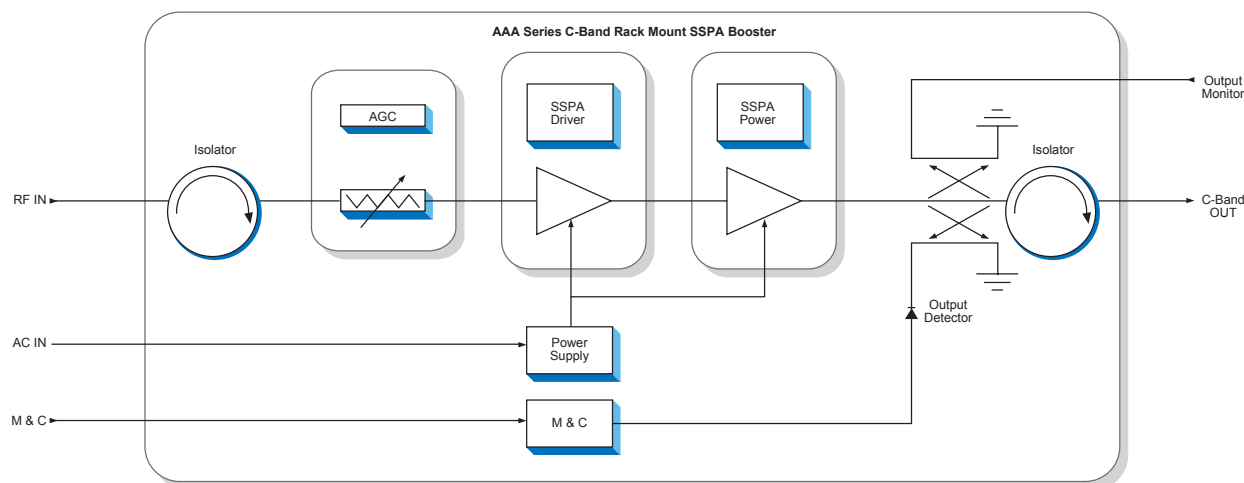 AAA Series C-Band Rack Mount SSPA Booster
Output
Monitor
AGC
SSPA
Driver
SSPA
Power
Isolator
Isolator
RF IN
C-Band
OUT
Output
Detector
AC IN
Power
Supply
M & C
M & C